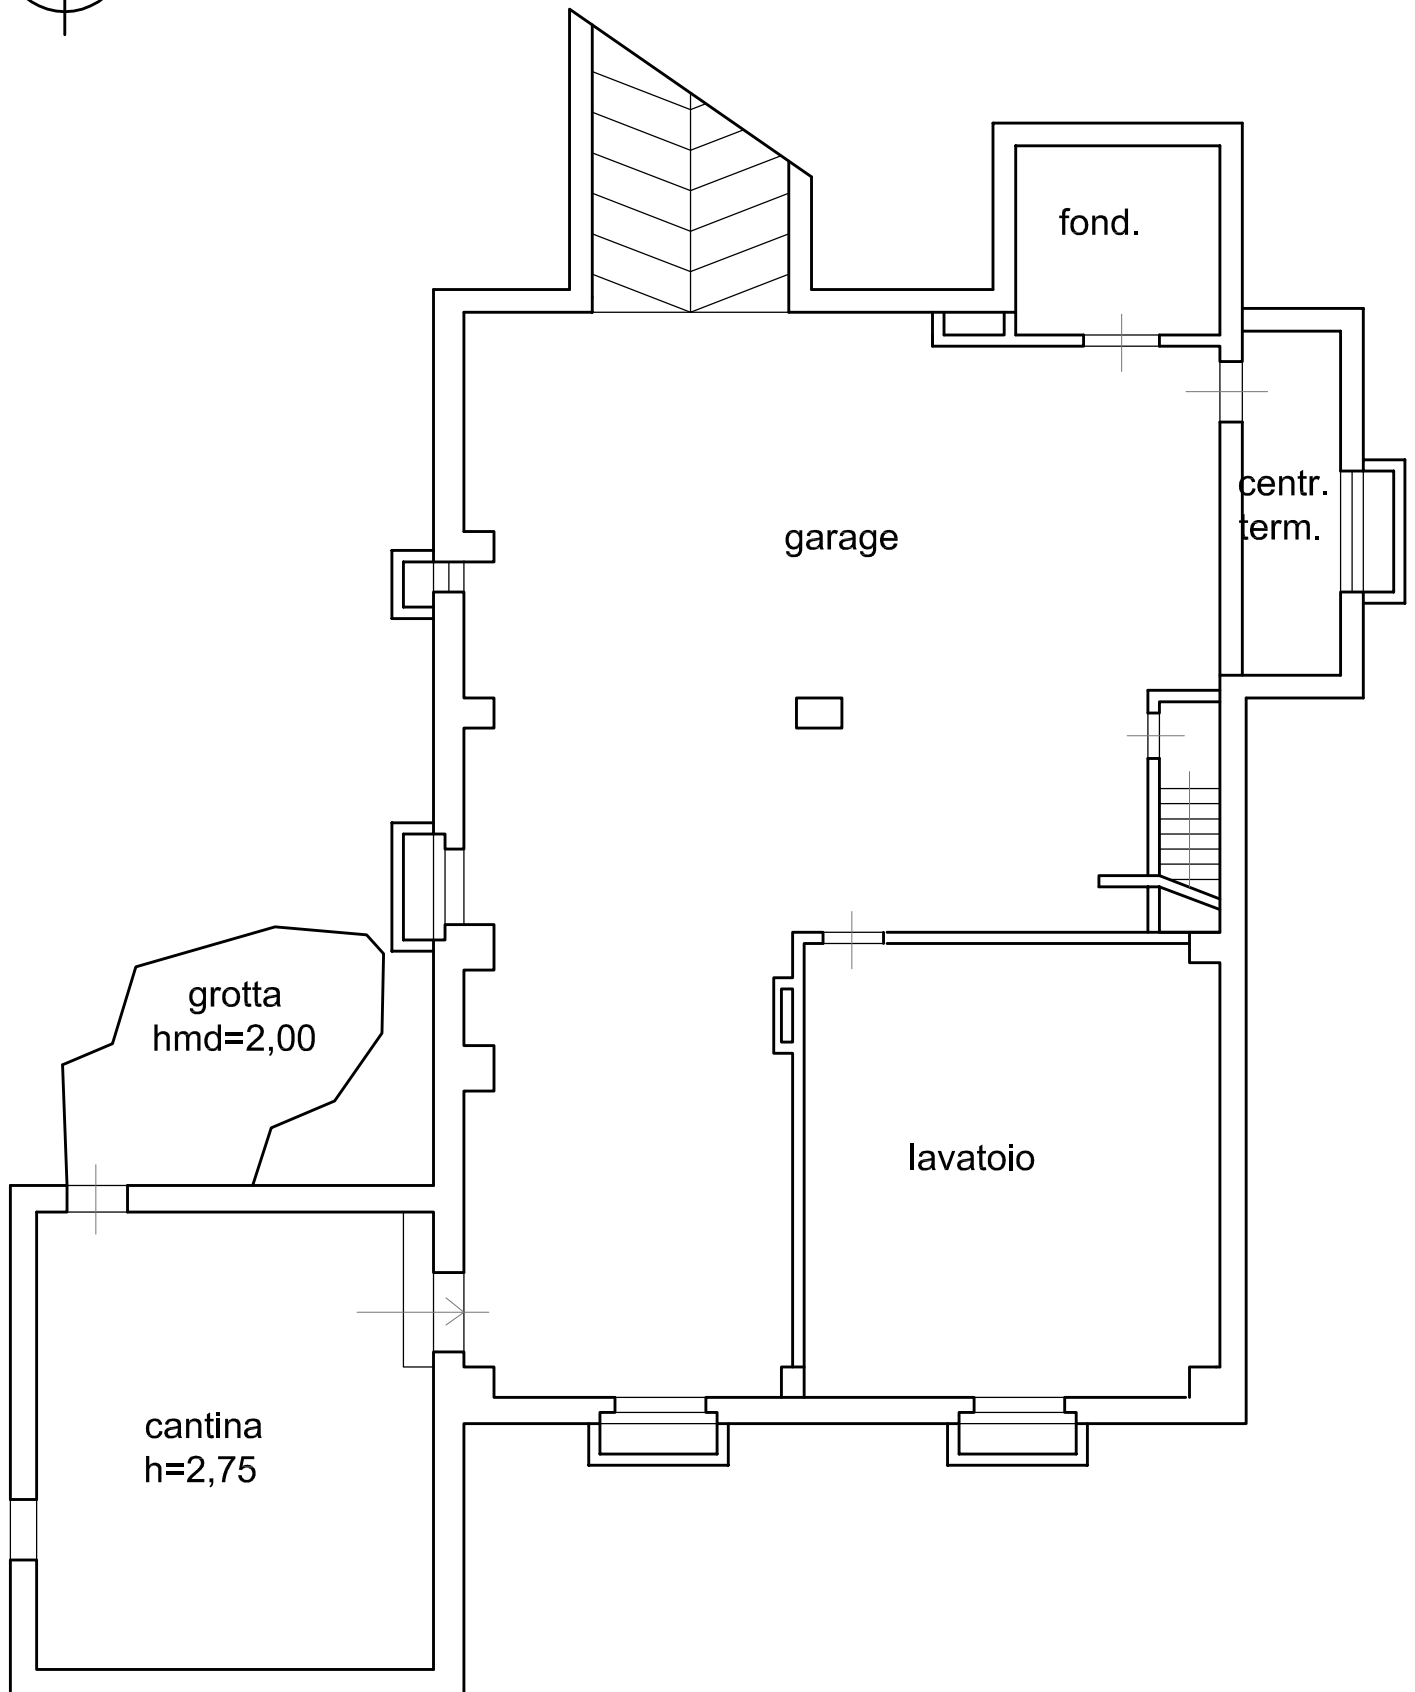 fond.
centr.
term.
garage
grotta
hmd=2,00
lavatoio
cantina
h=2,75